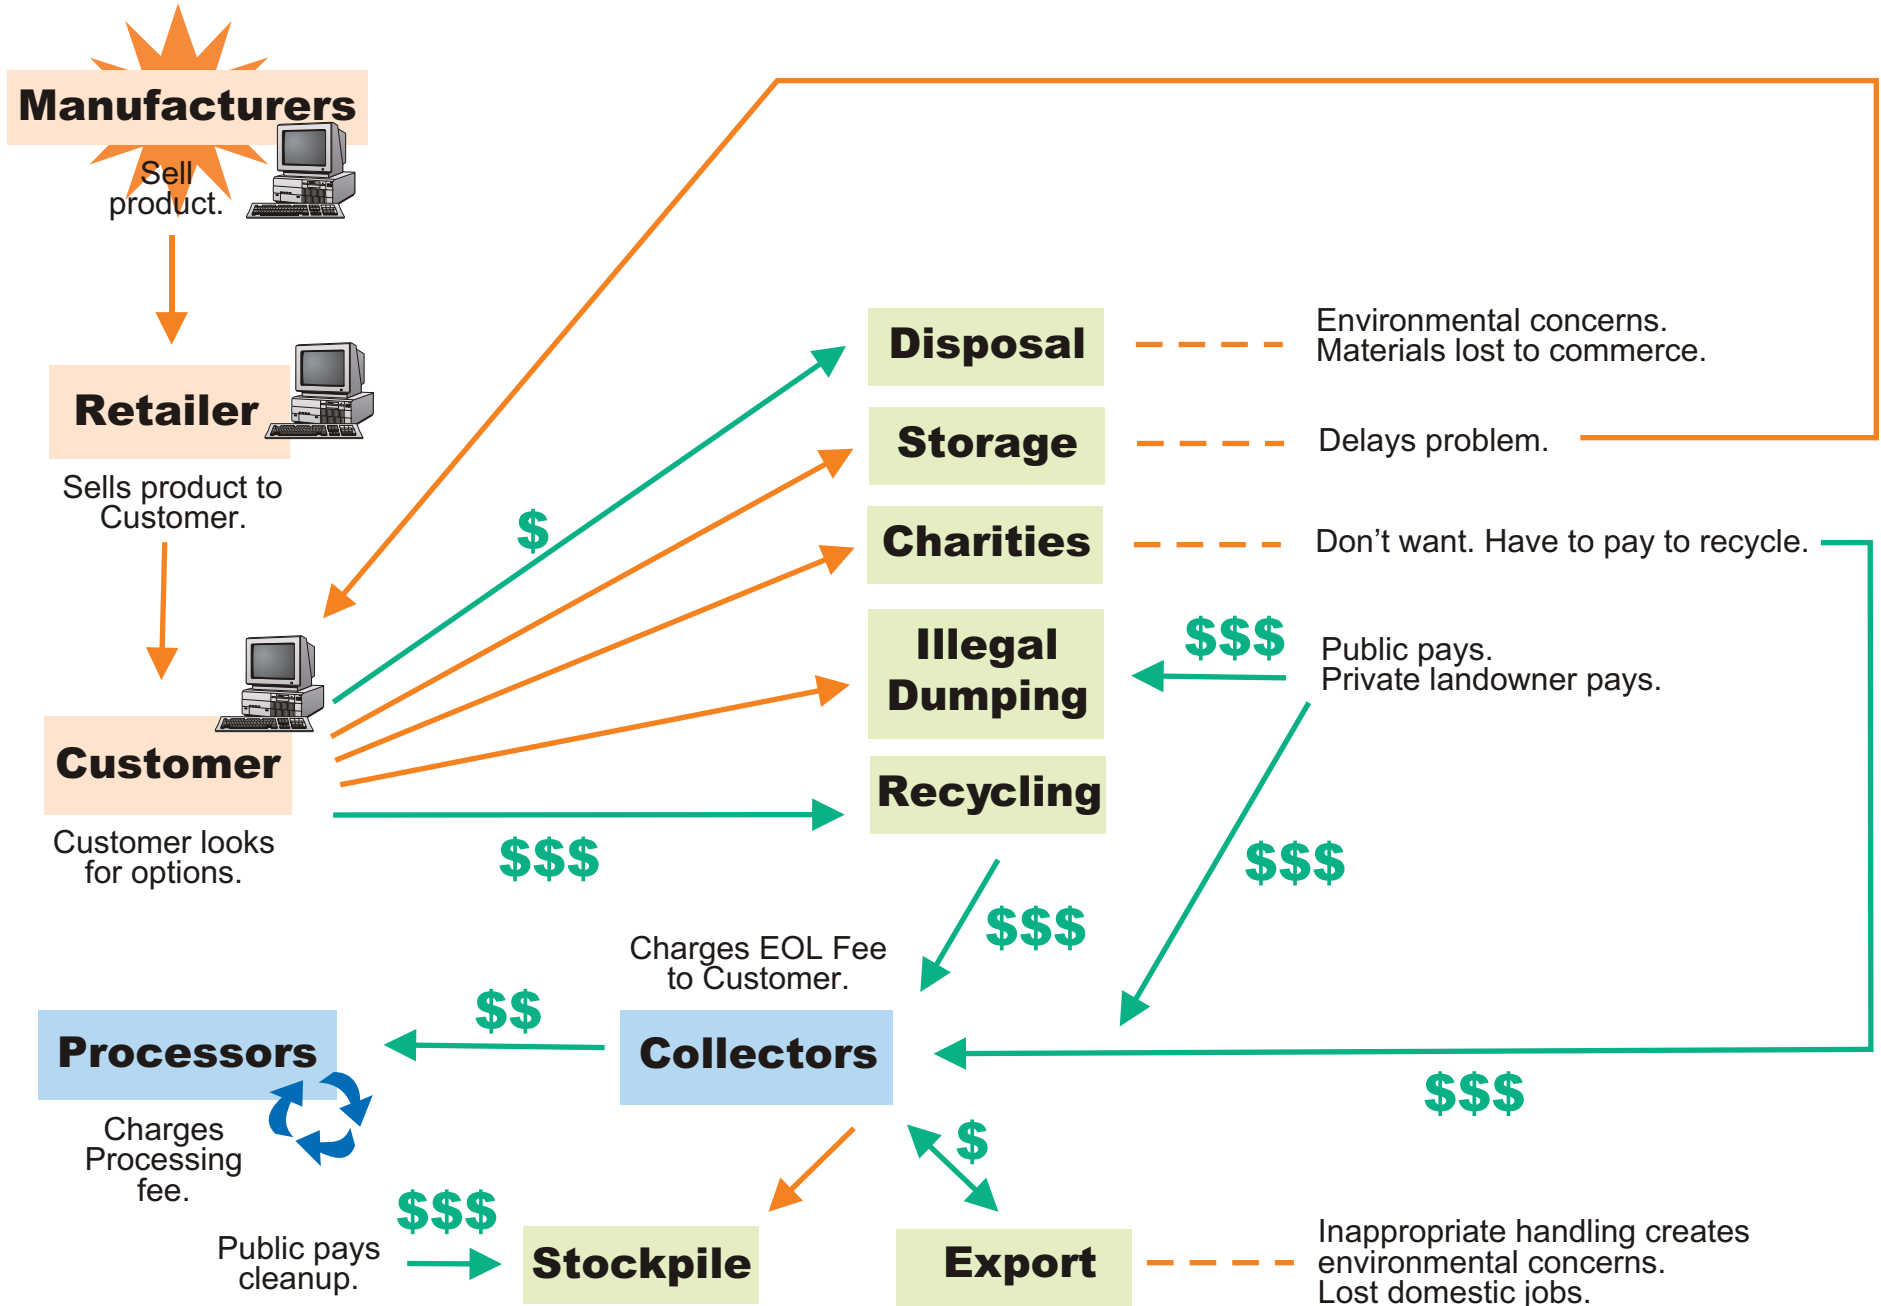 Manufacturers
Sell
product.
Retailer
Sells product to
Customer.
Customer
Customer looks
for options.
$
$$$
Disposal
Environmental concerns.
Materials lost to commerce.
Storage
Delays problem.
Charities
Don't want. Have to pay to recycle.
Illegal
Dumping
$$$
Public pays.
Private landowner pays.
Recycling
$$$
$$$
Charges EOL Fee
to Customer.
Collectors
$$$
$$
Processors
Charges
Processing
fee.
$
$$$
Public pays
cleanup.
Stockpile
Export
Inappropriate handling creates
environmental concerns.
Lost domestic jobs.